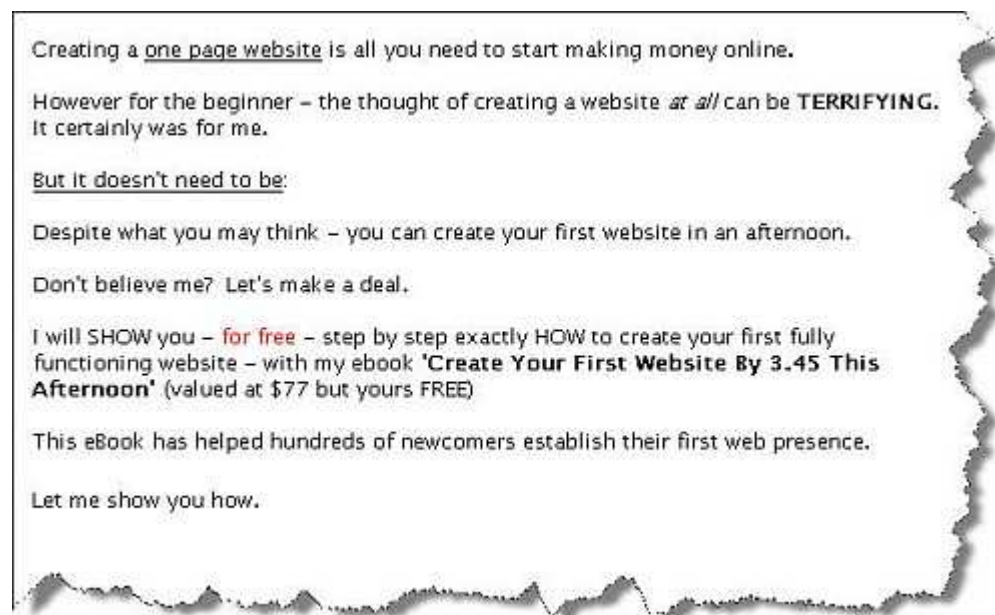 Creating a one page website is all you need to start making money online.
However for the beginner – the thought of creating a website at all can be TERRIFYING.
It certainly was for me.
But it doesn't need to be:
Despite what you may think – you can create your first website in an afternoon.
Don't believe me? Let's make a deal.
I will SHOW you – for free – step by step exactly HOW to create your first fully
functioning website – with my ebook 'Create Your First Website By 3.45 This
Afternoon' (valued at $77 but yours FREE)
This eBook has helped hundreds of newcomers establish their first web presence.
Let me show you how.